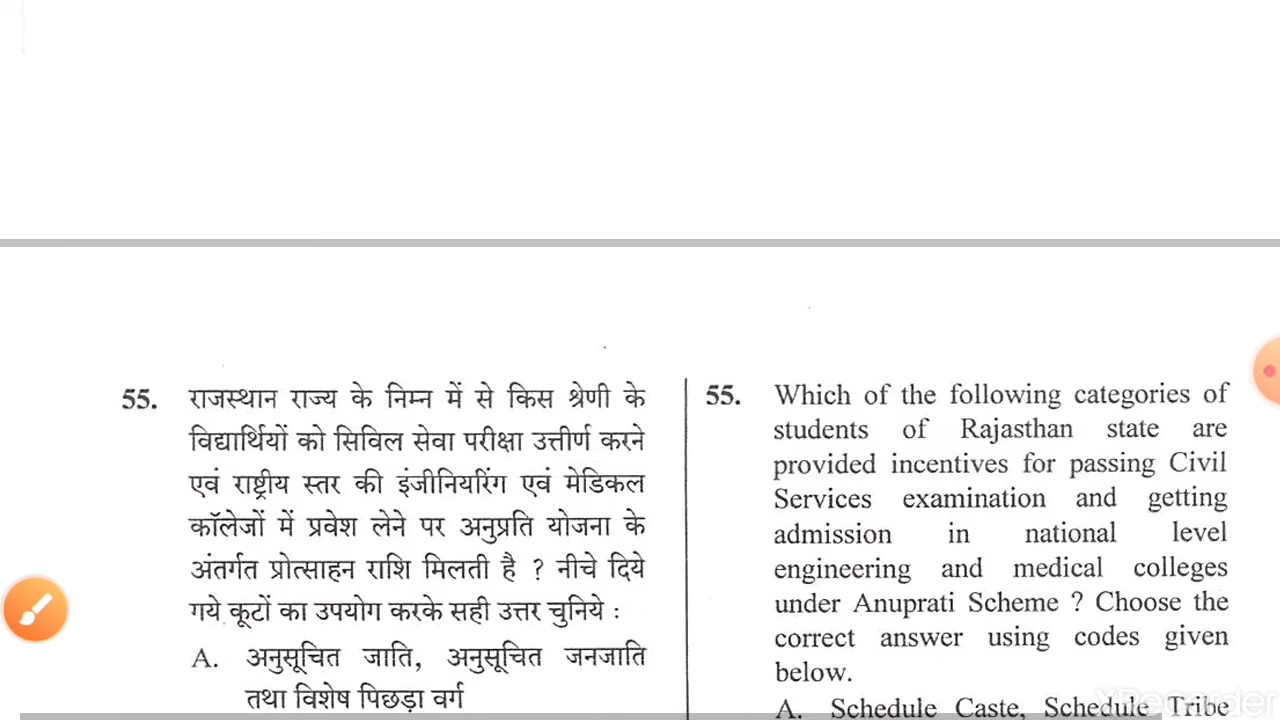 55. राजस्थान राज्य के निम्न में से किस श्रेणी के
विद्यार्थियों को सिविल सेवा परीक्षा उत्तीर्ण करने
एवं राष्ट्रीय स्तर की इंजीनियरिंग एवं मेडिकल
कॉलेजों में प्रवेश लेने पर अनुप्रति योजना के
अंतर्गत प्रोत्साहन राशि मिलती है ? नीचे दिये
गये कूटों का उपयोग करके सही उत्तर चुनिये :
A. अनुसूचित जाति, अनुसूचित जनजाति
तथा विशेष पिछड़ा वर्ग
55. Which of the following categories of
students of Rajasthan state are
provided incentives for passing Civil
Services examination and getting
admission in national level
engineering and medical colleges
under Anuprati Scheme ? Choose the
correct answer using codes given
below.
A. Schedule Caste, Schedule Tribe
XRecorder